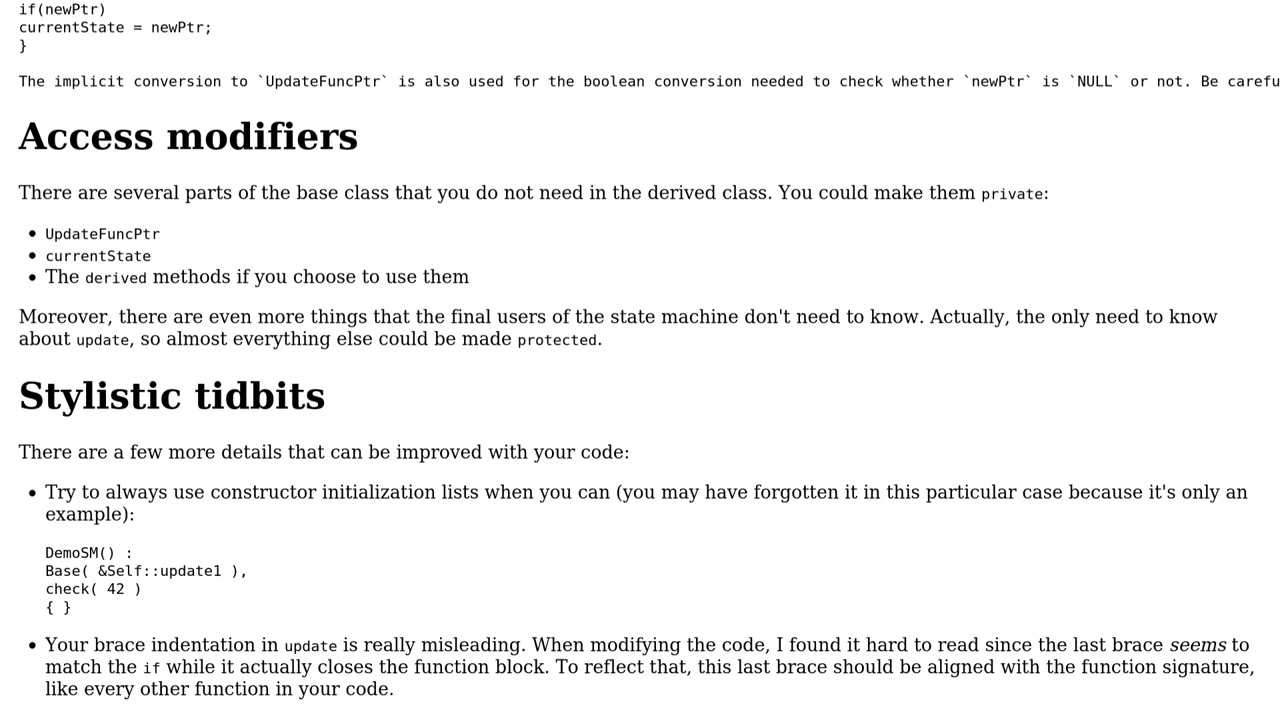 if(newPtr)
currentState = newPtr;
}
The implicit conversion to `UpdateFuncPtr` is also used for the boolean conversion needed to check whether `newPtr` is `NULL` or not. Be carefu
Access modifiers
There are several parts of the base class that you do not need in the derived class. You could make them private:
• UpdateFuncPtr
• currentState
• The derived methods if you choose to use them
Moreover, there are even more things that the final users of the state machine don't need to know. Actually, the only need to know
about update, so almost everything else could be made protected.
Stylistic tidbits
There are a few more details that can be improved with your code:
• Try to always use constructor initialization lists when you can (you may have forgotten it in this particular case because it's only an
example):
DemoSM() :
Base( &Self::update1 ),
check( 42 )
{ }
• Your brace indentation in update is really misleading. When modifying the code, I found it hard to read since the last brace seems to
match the if while it actually closes the function block. To reflect that, this last brace should be aligned with the function signature,
like every other function in your code.